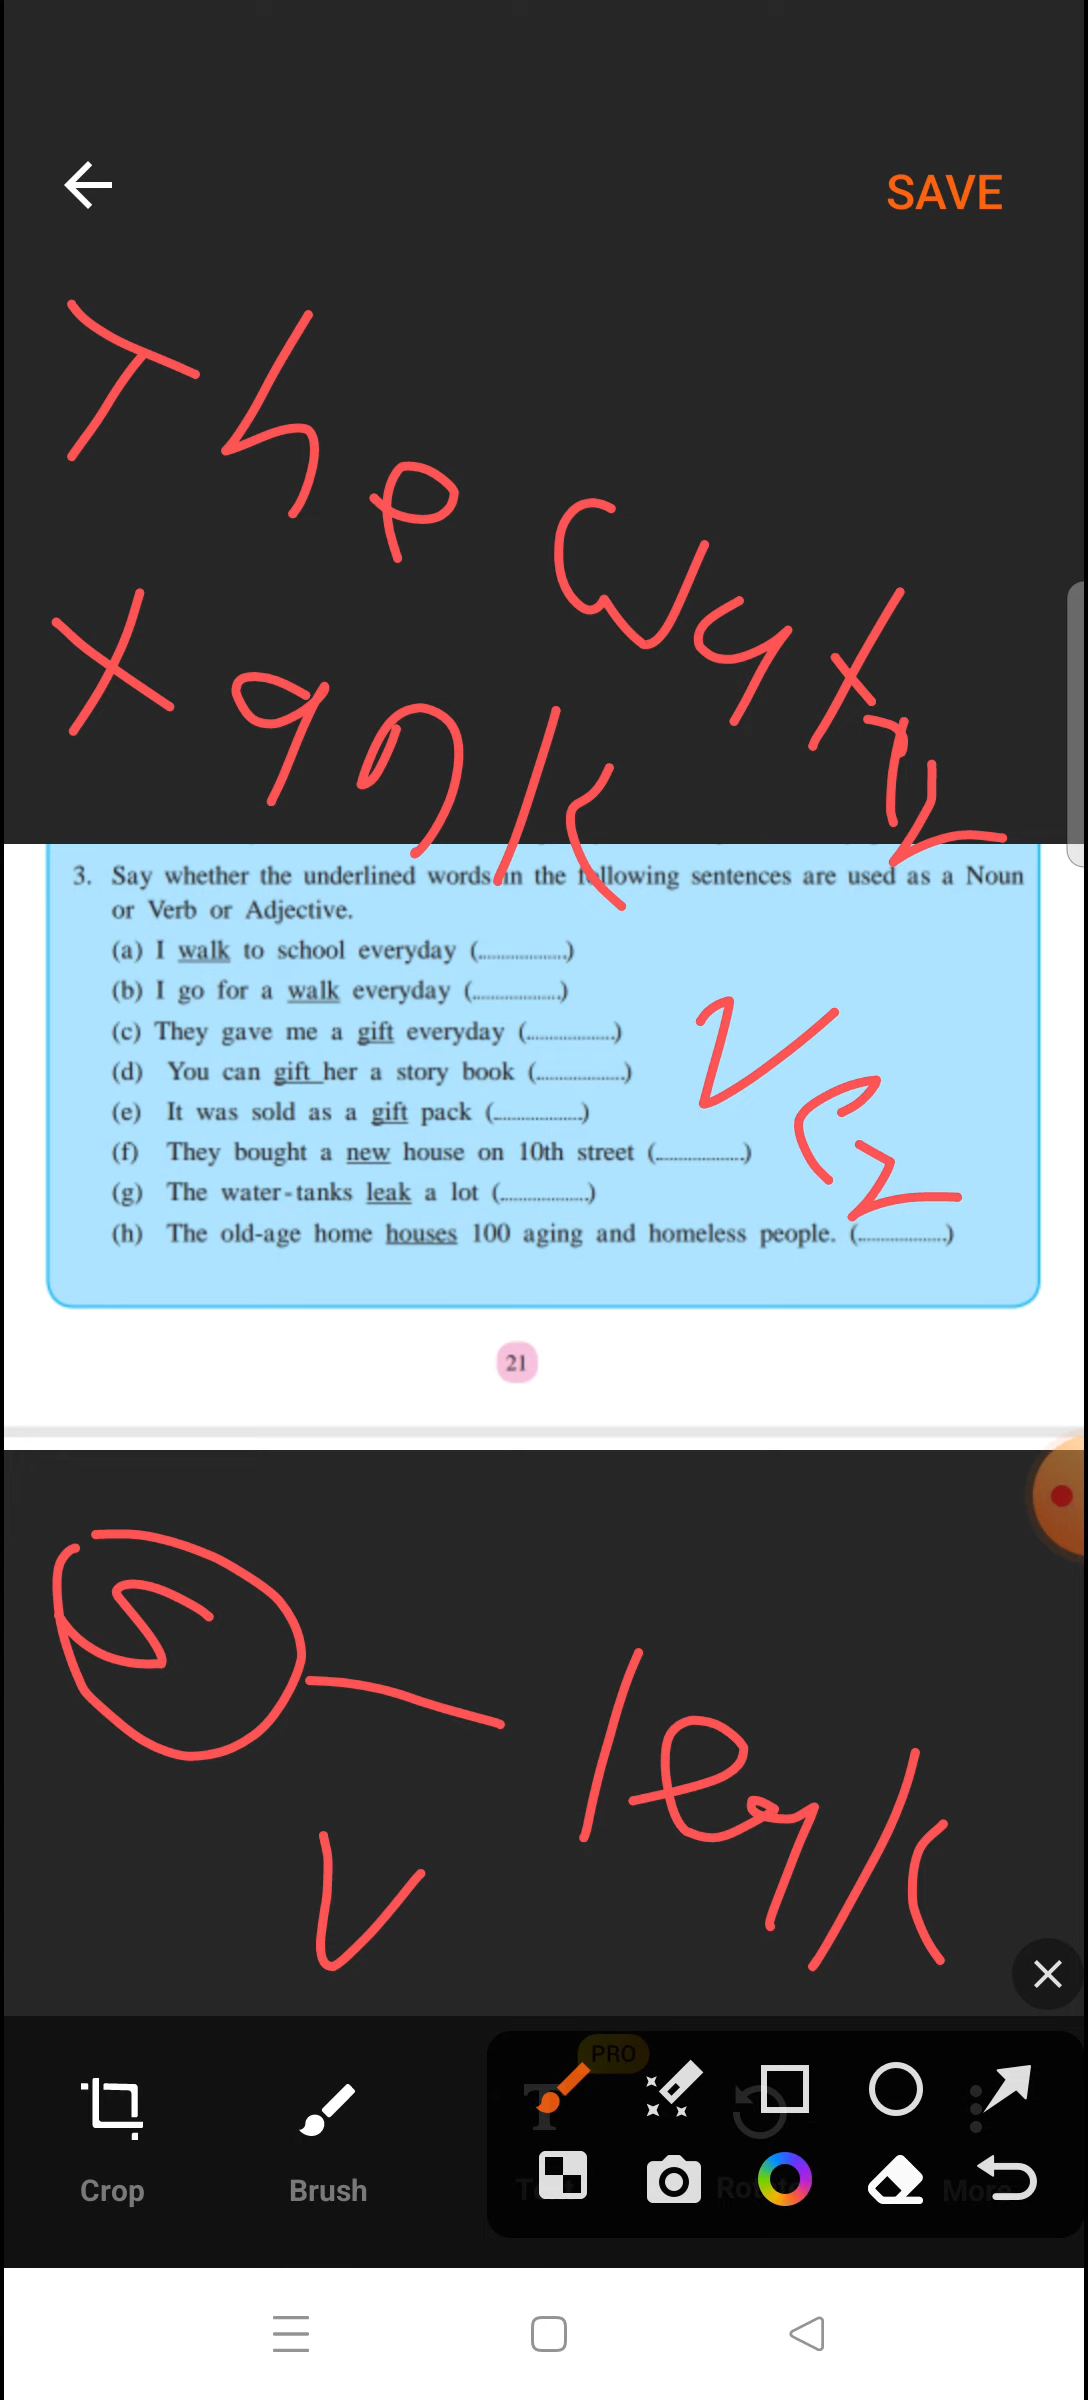 SAVE
The water
tank
3. Say whether the underlined words in the following sentences are used as a Noun
or Verb or Adjective.
(a) I walk to school everyday (..................)
(b) I go for a walk everyday (..................)
(c) They gave me a gift everyday (..................)
(d) You can gift her a story book (..................)
(e) It was sold as a gift pack (..................)
(f) They bought a new house on 10th street (..................)
(g) The water-tanks leak a lot (..................)
(h) The old-age home houses 100 aging and homeless people. (..................)
21
S leak
V
PRO
Crop Brush